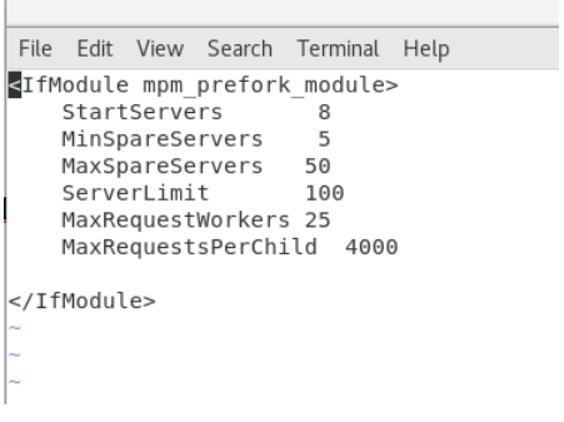 File Edit View Search Terminal Help
<IfModule mpm_prefork_module>
    StartServers       8
    MinSpareServers    5
    MaxSpareServers   50
    ServerLimit       100
    MaxRequestWorkers 25
    MaxRequestsPerChild  4000
</IfModule>
~
~
~